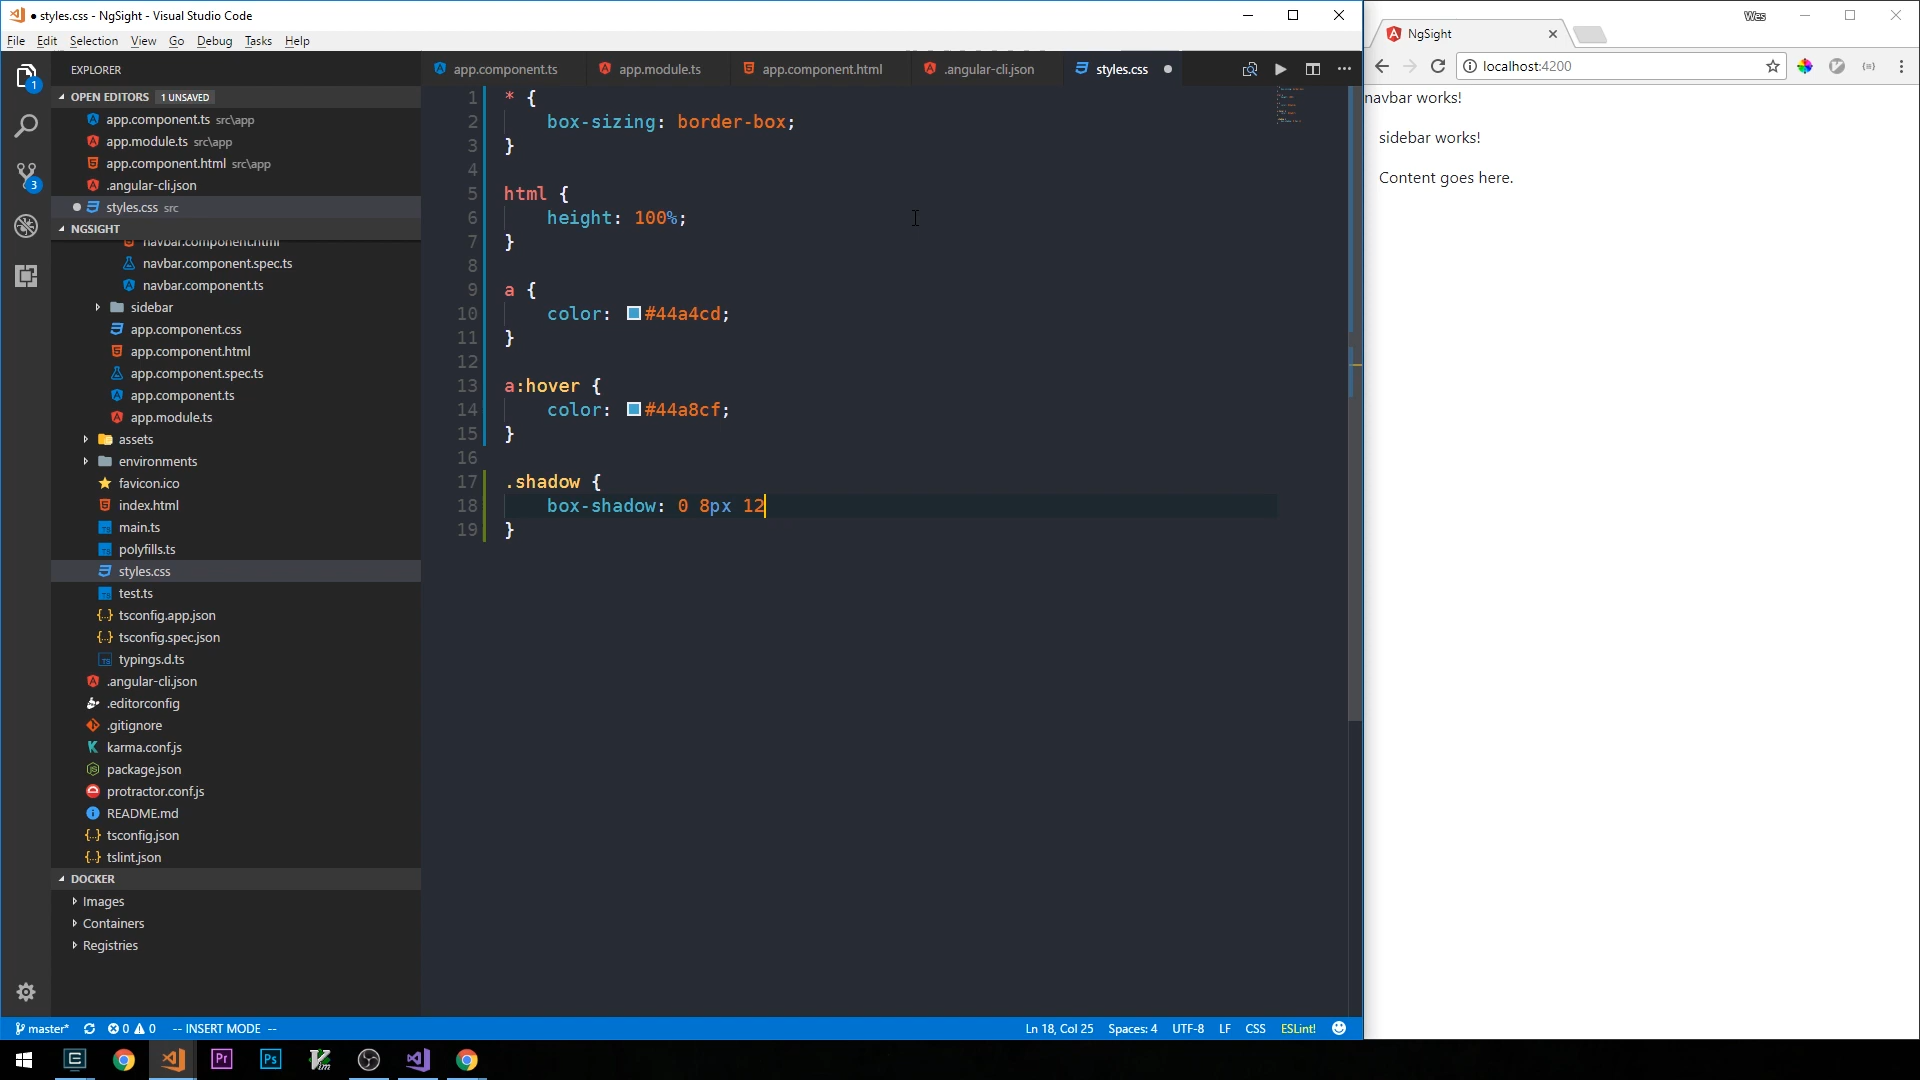 ● styles.css - NgSight - Visual Studio Code
File Edit Selection View Go Debug Tasks Help
EXPLORER
OPEN EDITORS 1 UNSAVED
app.component.ts src\app
app.module.ts src\app
app.component.html src\app
.angular-cli.json
styles.css src
NGSIGHT
navbar.component.html
navbar.component.spec.ts
navbar.component.ts
sidebar
app.component.css
app.component.html
app.component.spec.ts
app.component.ts
app.module.ts
assets
environments
favicon.ico
index.html
main.ts
polyfills.ts
styles.css
test.ts
tsconfig.app.json
tsconfig.spec.json
typings.d.ts
.angular-cli.json
.editorconfig
.gitignore
karma.conf.js
package.json
protractor.conf.js
README.md
tsconfig.json
tslint.json
DOCKER
Images
Containers
Registries
app.component.ts app.module.ts app.component.html .angular-cli.json styles.css ●
1 * {
2 box-sizing: border-box;
3 }
4
5 html {
6 height: 100%;
7 }
8
9 a {
10 color: #44a4cd;
11 }
12
13 a:hover {
14 color: #44a8cf;
15 }
16
17 .shadow {
18 box-shadow: 0 8px 12
19 }
master* 0 0 -- INSERT MODE -- Ln 18, Col 25 Spaces: 4 UTF-8 LF CSS ESLint!
Wes
NgSight
localhost:4200
navbar works!
sidebar works!
Content goes here.
1
3
Pr
Ps
Vim